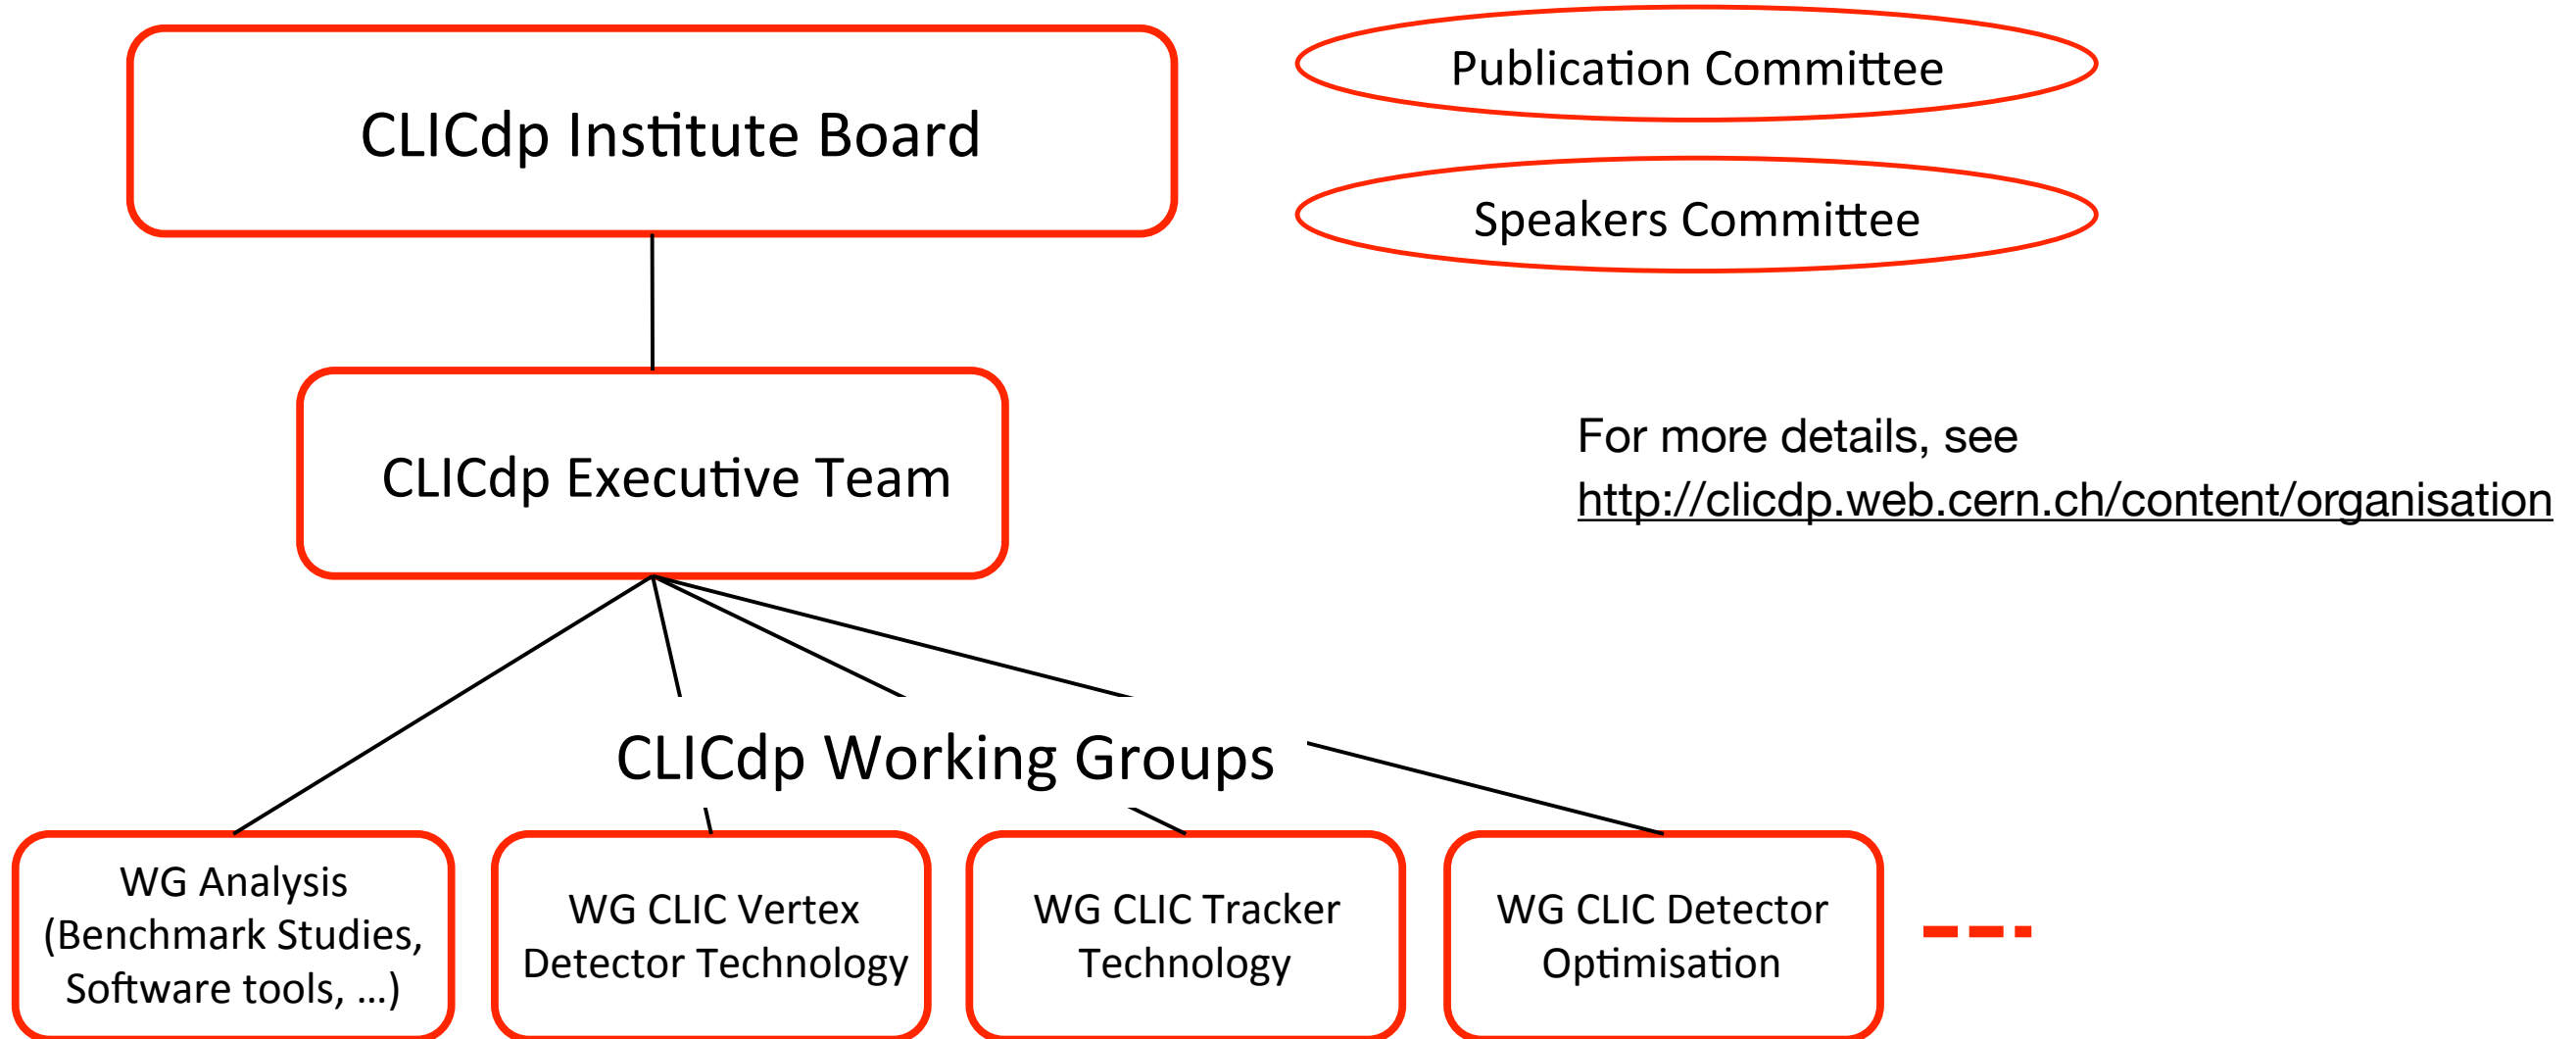 CLICdp Institute Board
Publication Committee
Speakers Committee
CLICdp Executive Team
For more details, see
http://clicdp.web.cern.ch/content/organisation
CLICdp Working Groups
WG Analysis
(Benchmark Studies,
Software tools, ...)
WG CLIC Vertex
Detector Technology
WG CLIC Tracker
Technology
WG CLIC Detector
Optimisation